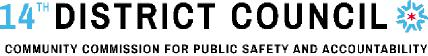 14TH DISTRICT COUNCIL
COMMUNITY COMMISSION FOR PUBLIC SAFETY AND ACCOUNTABILITY